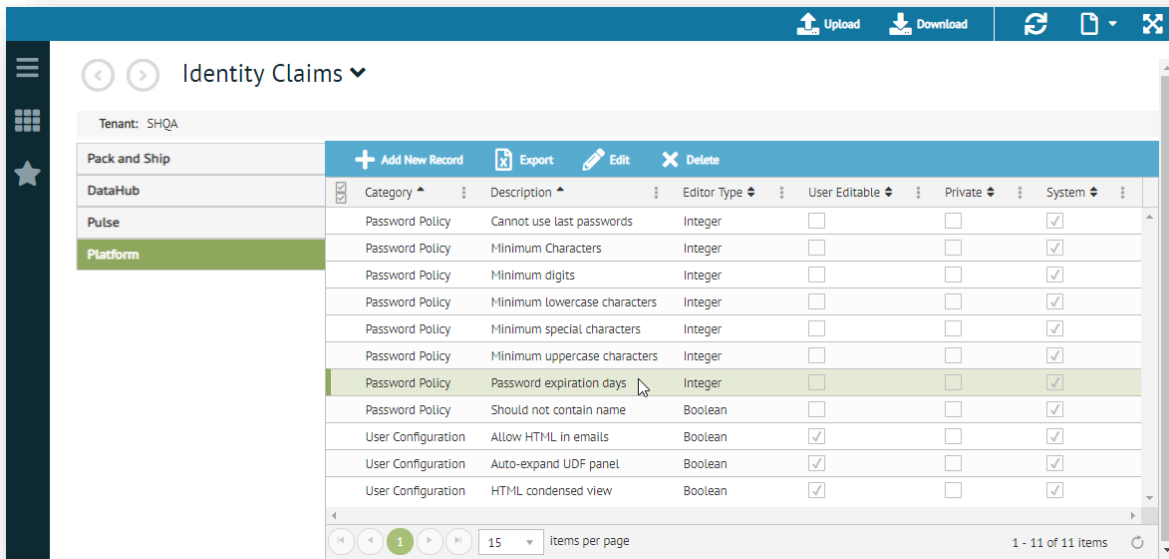 Upload Download
Identity Claims
Tenant: SHQA
Pack and Ship
DataHub
Pulse
Platform
Add New Record Export Edit Delete
Category Description Editor Type User Editable Private System
Password Policy Cannot use last passwords Integer
Password Policy Minimum Characters Integer
Password Policy Minimum digits Integer
Password Policy Minimum lowercase characters Integer
Password Policy Minimum special characters Integer
Password Policy Minimum uppercase characters Integer
Password Policy Password expiration days Integer
Password Policy Should not contain name Boolean
User Configuration Allow HTML in emails Boolean
User Configuration Auto-expand UDF panel Boolean
User Configuration HTML condensed view Boolean
1 15 items per page 1 - 11 of 11 items